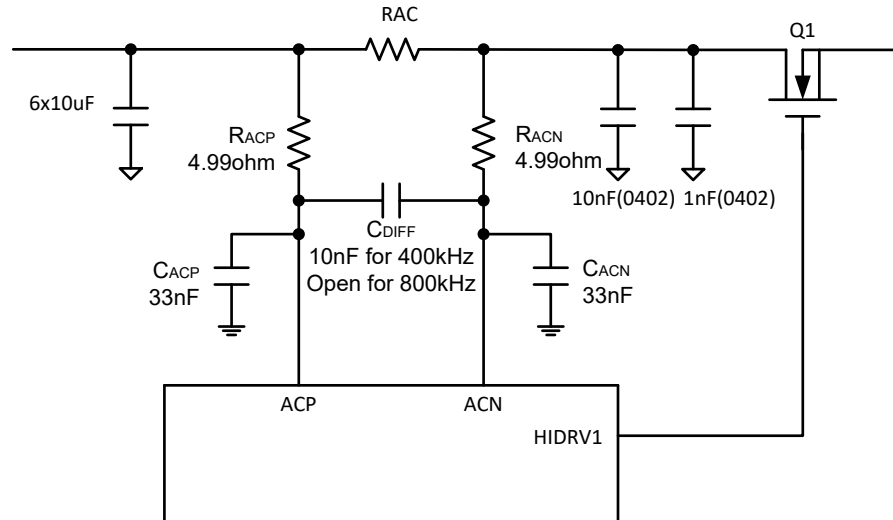 RAC
Q1
6x10uF
RACP
4.99ohm
RACN
4.99ohm
10nF(0402)
1nF(0402)
CDIFF
10nF for 400kHz
Open for 800kHz
CACP
33nF
CACN
33nF
ACP
ACN
HIDRV1